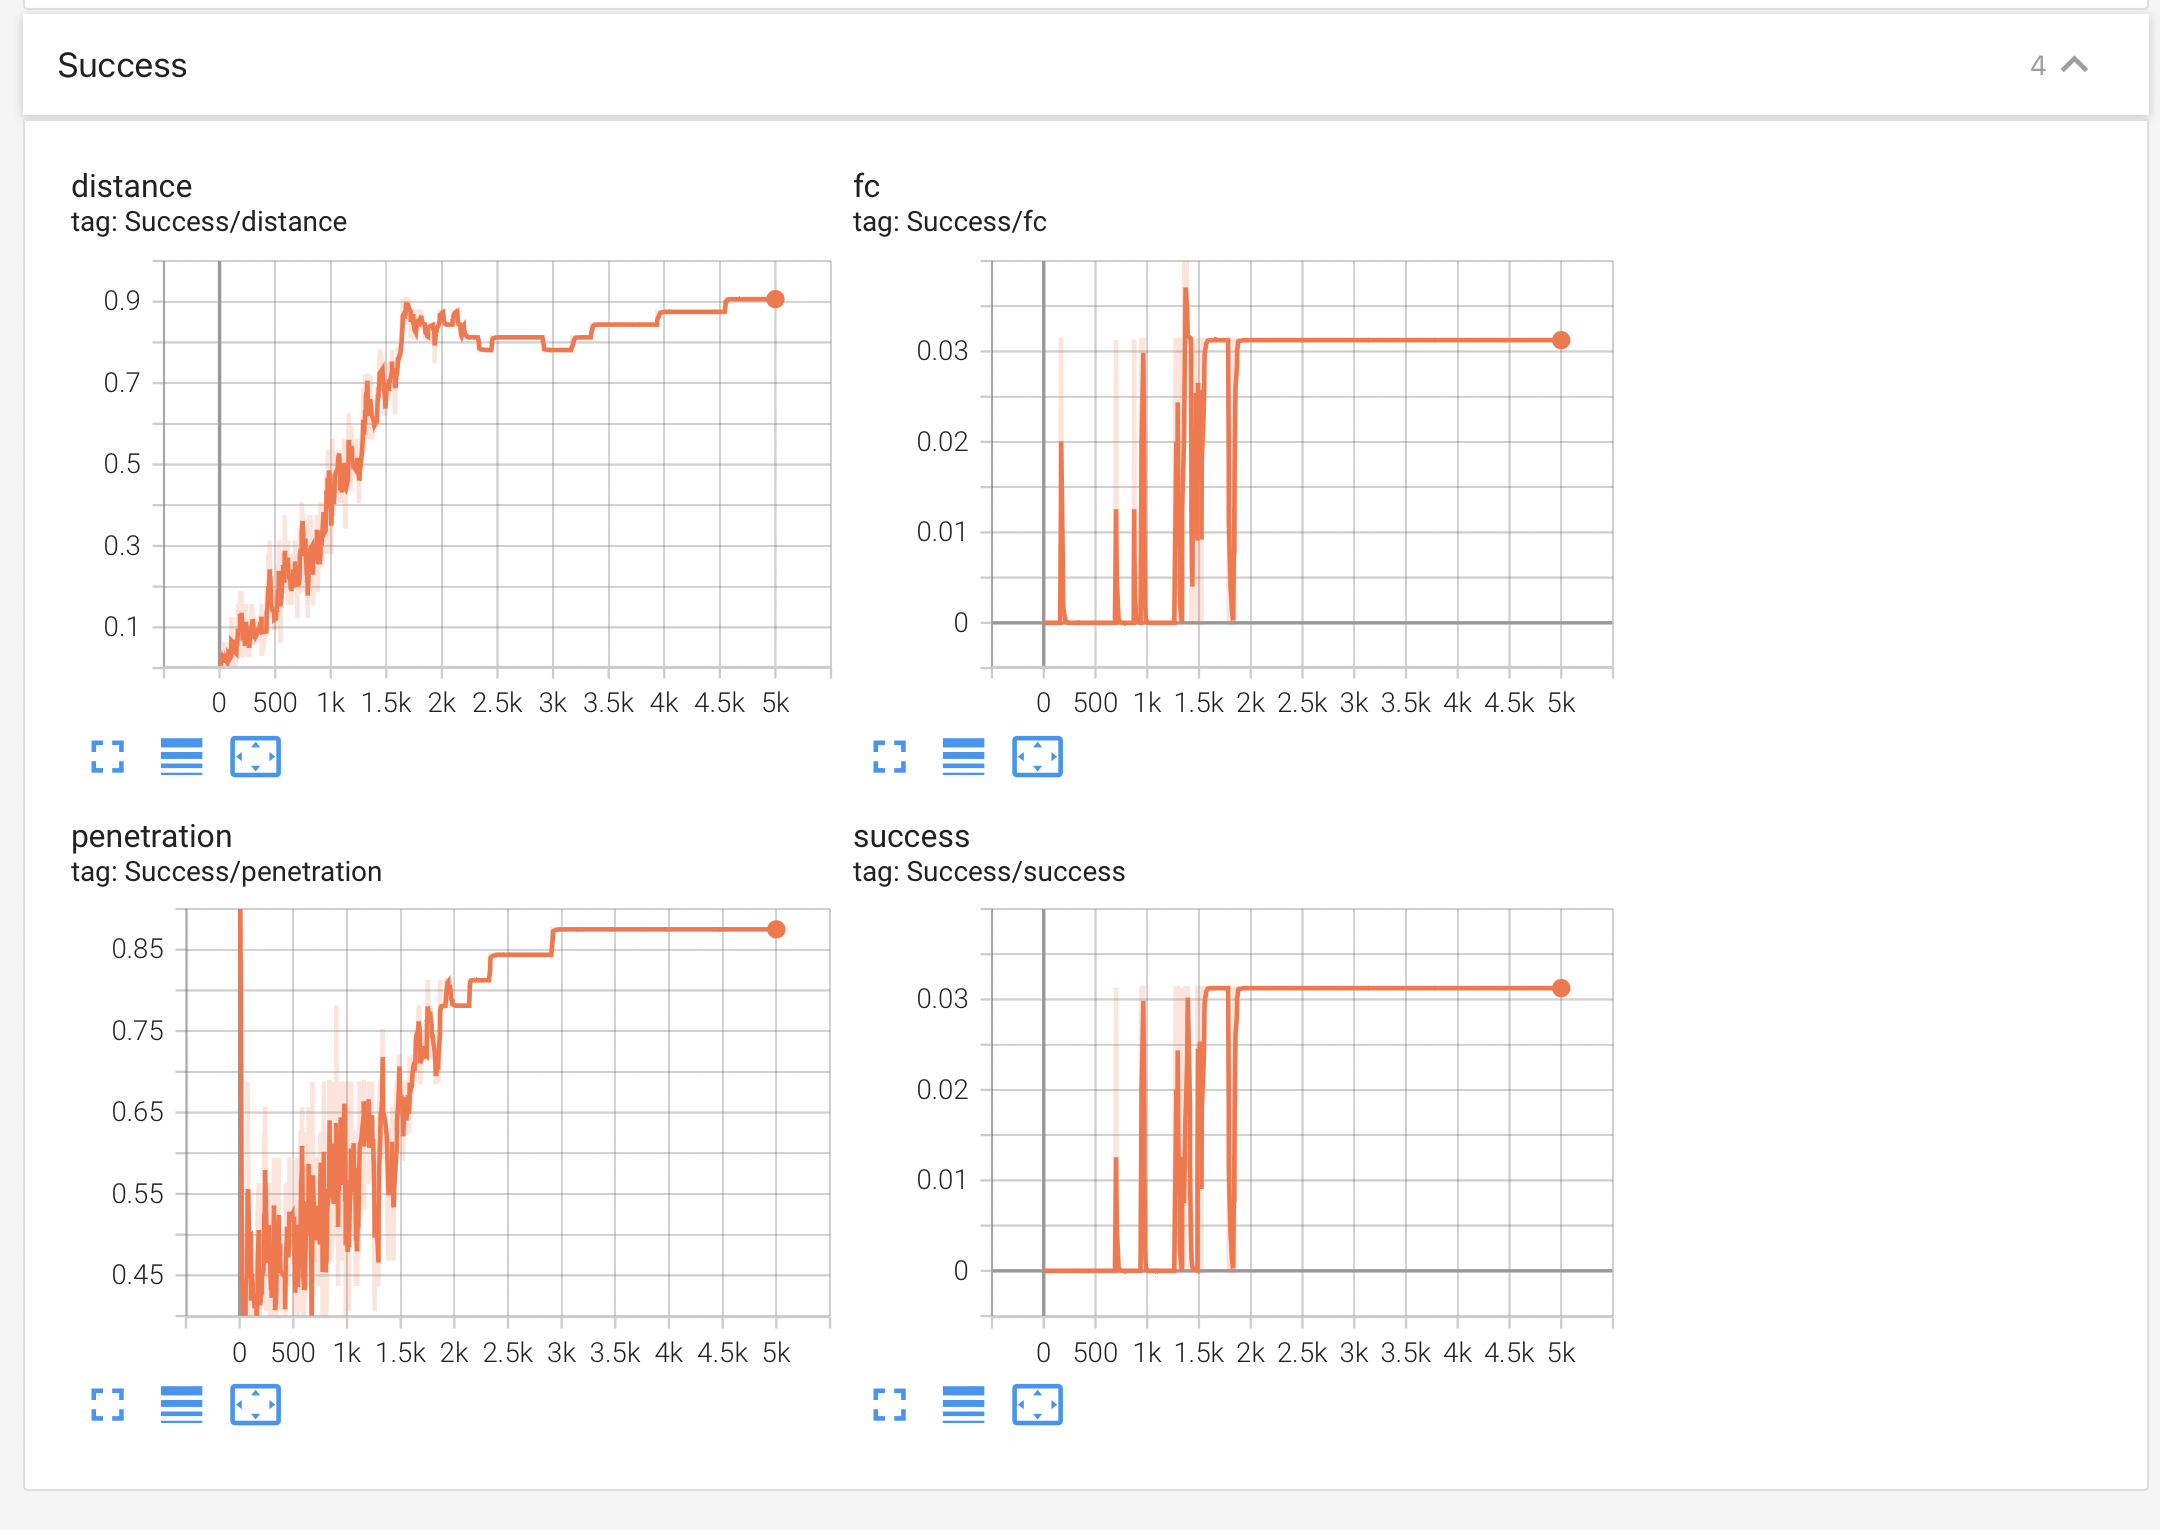 Success
4
distance
tag: Success/distance
0.9
0.7
0.5
0.3
0.1
0 500 1k 1.5k 2k 2.5k 3k 3.5k 4k 4.5k 5k
fc
tag: Success/fc
0.03
0.02
0.01
0
0 500 1k 1.5k 2k 2.5k 3k 3.5k 4k 4.5k 5k
penetration
tag: Success/penetration
0.85
0.75
0.65
0.55
0.45
0 500 1k 1.5k 2k 2.5k 3k 3.5k 4k 4.5k 5k
success
tag: Success/success
0.03
0.02
0.01
0
0 500 1k 1.5k 2k 2.5k 3k 3.5k 4k 4.5k 5k